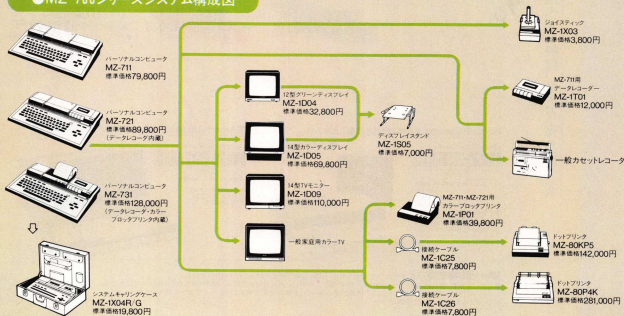 ●MZ-700シリーズシステム構成図
パーソナルコンピュータ
MZ-711
標準価格79,800円
パーソナルコンピュータ
MZ-721
標準価格89,800円
(データレコーダ内蔵)
パーソナルコンピュータ
MZ-731
標準価格128,000円
(データレコーダ・カラー
プロッタプリンタ内蔵)
システムキャリングケース
MZ-1X04R/G
標準価格19,800円
12型グリーンディスプレイ
MZ-1D04
標準価格32,800円
14型カラーディスプレイ
MZ-1D05
標準価格69,800円
14型TVモニター
MZ-1D09
標準価格110,000円
一般家庭用カラーTV
ディスプレイスタンド
MZ-1S05
標準価格7,000円
ジョイスティック
MZ-1X03
標準価格3,800円
MZ-711用
データレコーダー
MZ-1T01
標準価格12,000円
一般カセットレコーダ
MZ-711・MZ-721用
カラープロッタプリンタ
MZ-1P01
標準価格39,800円
接続ケーブル
MZ-1C25
標準価格7,800円
ドットプリンタ
MZ-80KP5
標準価格142,000円
接続ケーブル
MZ-1C26
標準価格7,800円
ドットプリンタ
MZ-80P4K
標準価格281,000円